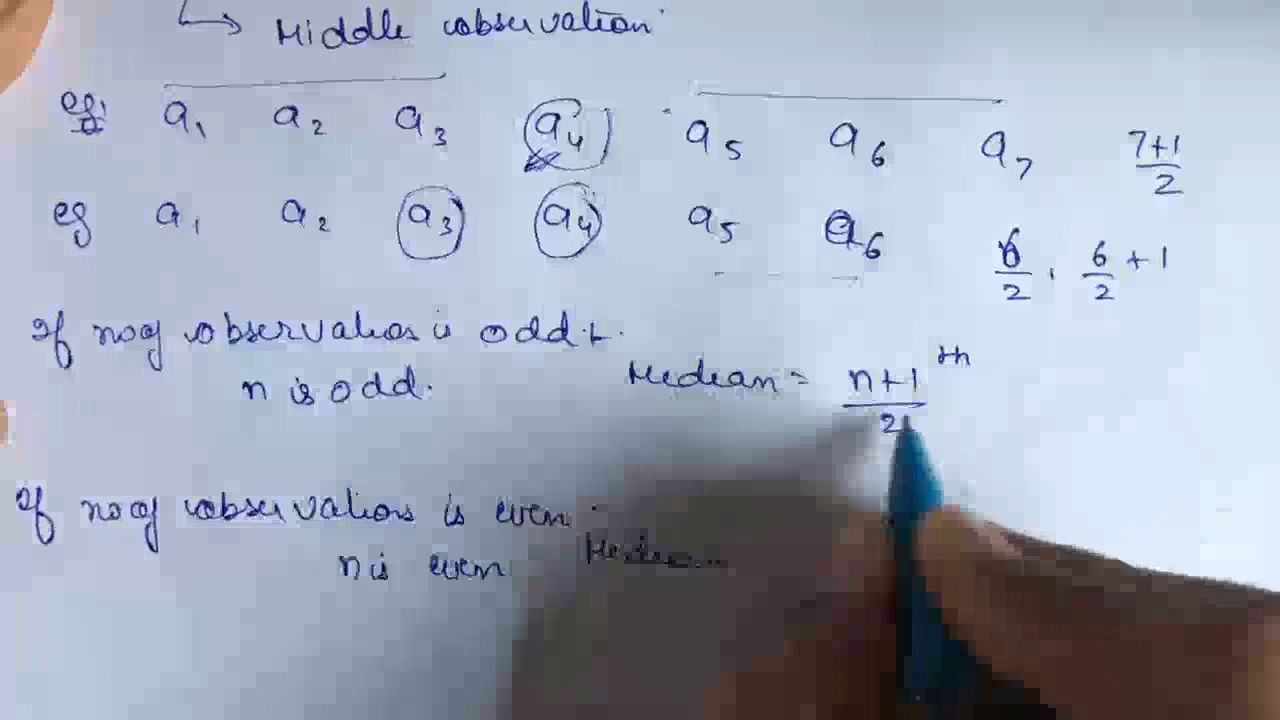 ↳ Middle observation
eg: a₁ a₂ a₃ a₄ a₅ a₆ a₇ (7+1)/2
eg a₁ a₂ a₃ a₄ a₅ a₆ 6/2 , 6/2 + 1
If no of observations is odd.
n is odd. Median = (n+1)/2 th
If no of observations is even.
n is even Median